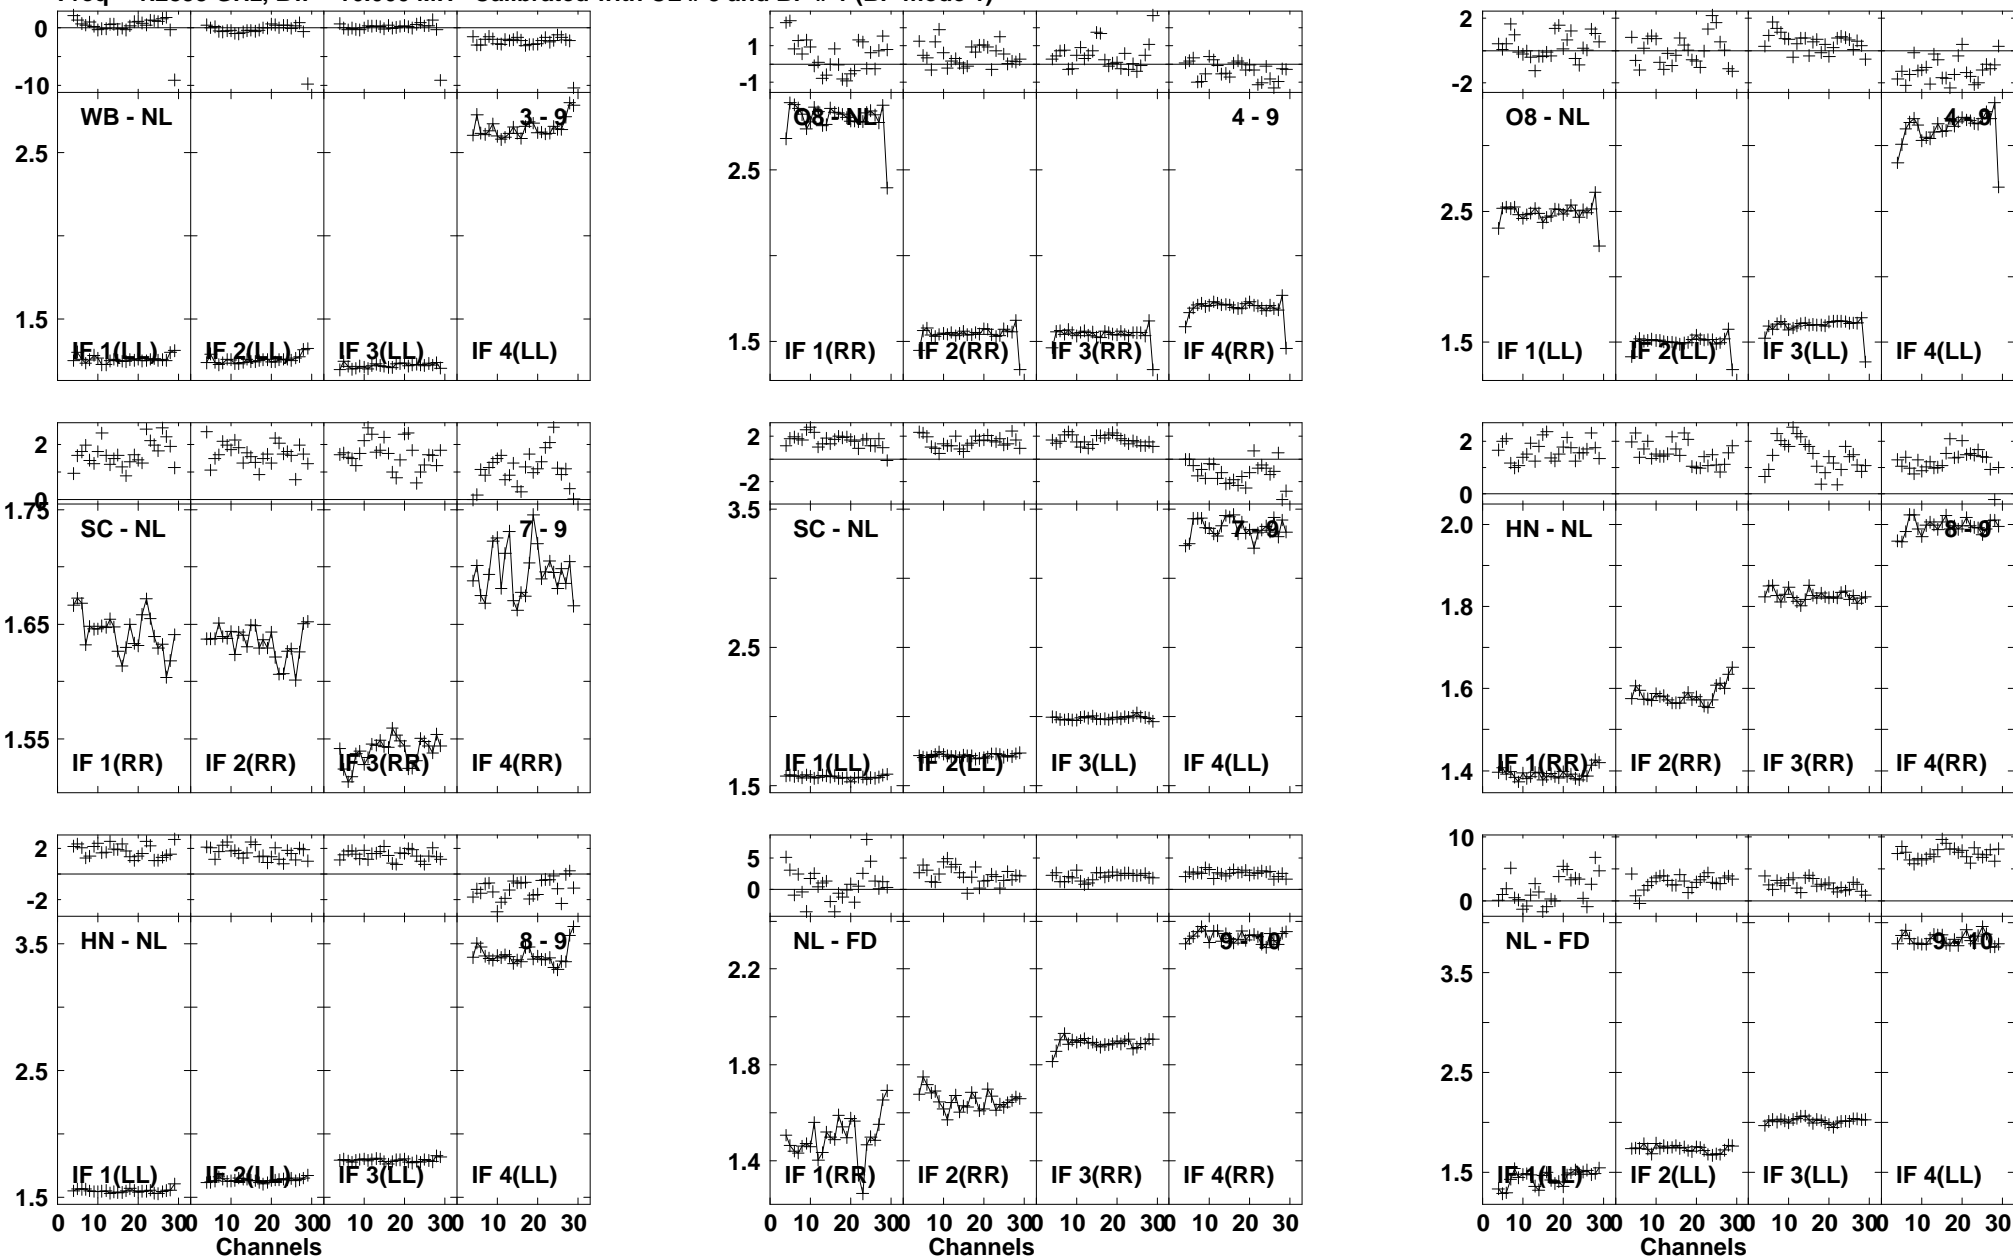 0
-10
WB - NL
3 - 9
2.5
1.5
IF 1(LL)
IF 2(LL)
IF 3(LL)
IF 4(LL)
1
-1
O8 - NL
4 - 9
2.5
1.5
IF 1(RR)
IF 2(RR)
IF 3(RR)
IF 4(RR)
2
-2
O8 - NL
4 - 9
2.5
1.5
IF 1(LL)
IF 2(LL)
IF 3(LL)
IF 4(LL)
2
0
1.75
SC - NL
7 - 9
1.65
1.55
IF 1(RR)
IF 2(RR)
IF 3(RR)
IF 4(RR)
2
-2
3.5
SC - NL
7 - 9
2.5
1.5
IF 1(LL)
IF 2(LL)
IF 3(LL)
IF 4(LL)
2
0
2.0
HN - NL
8 - 9
1.8
1.6
1.4
IF 1(RR)
IF 2(RR)
IF 3(RR)
IF 4(RR)
2
-2
3.5
HN - NL
8 - 9
2.5
1.5
IF 1(LL)
IF 2(LL)
IF 3(LL)
IF 4(LL)
0 10 20 30 0 10 20 30 0 10 20 30 0 10 20 30
Channels
5
0
NL - FD
9 - 10
2.2
1.8
1.4
IF 1(RR)
IF 2(RR)
IF 3(RR)
IF 4(RR)
0 10 20 30 0 10 20 30 0 10 20 30 0 10 20 30
Channels
10
0
NL - FD
9 - 10
3.5
2.5
1.5
IF 1(LL)
IF 2(LL)
IF 3(LL)
IF 4(LL)
0 10 20 30 0 10 20 30 0 10 20 30 0 10 20 30
Channels